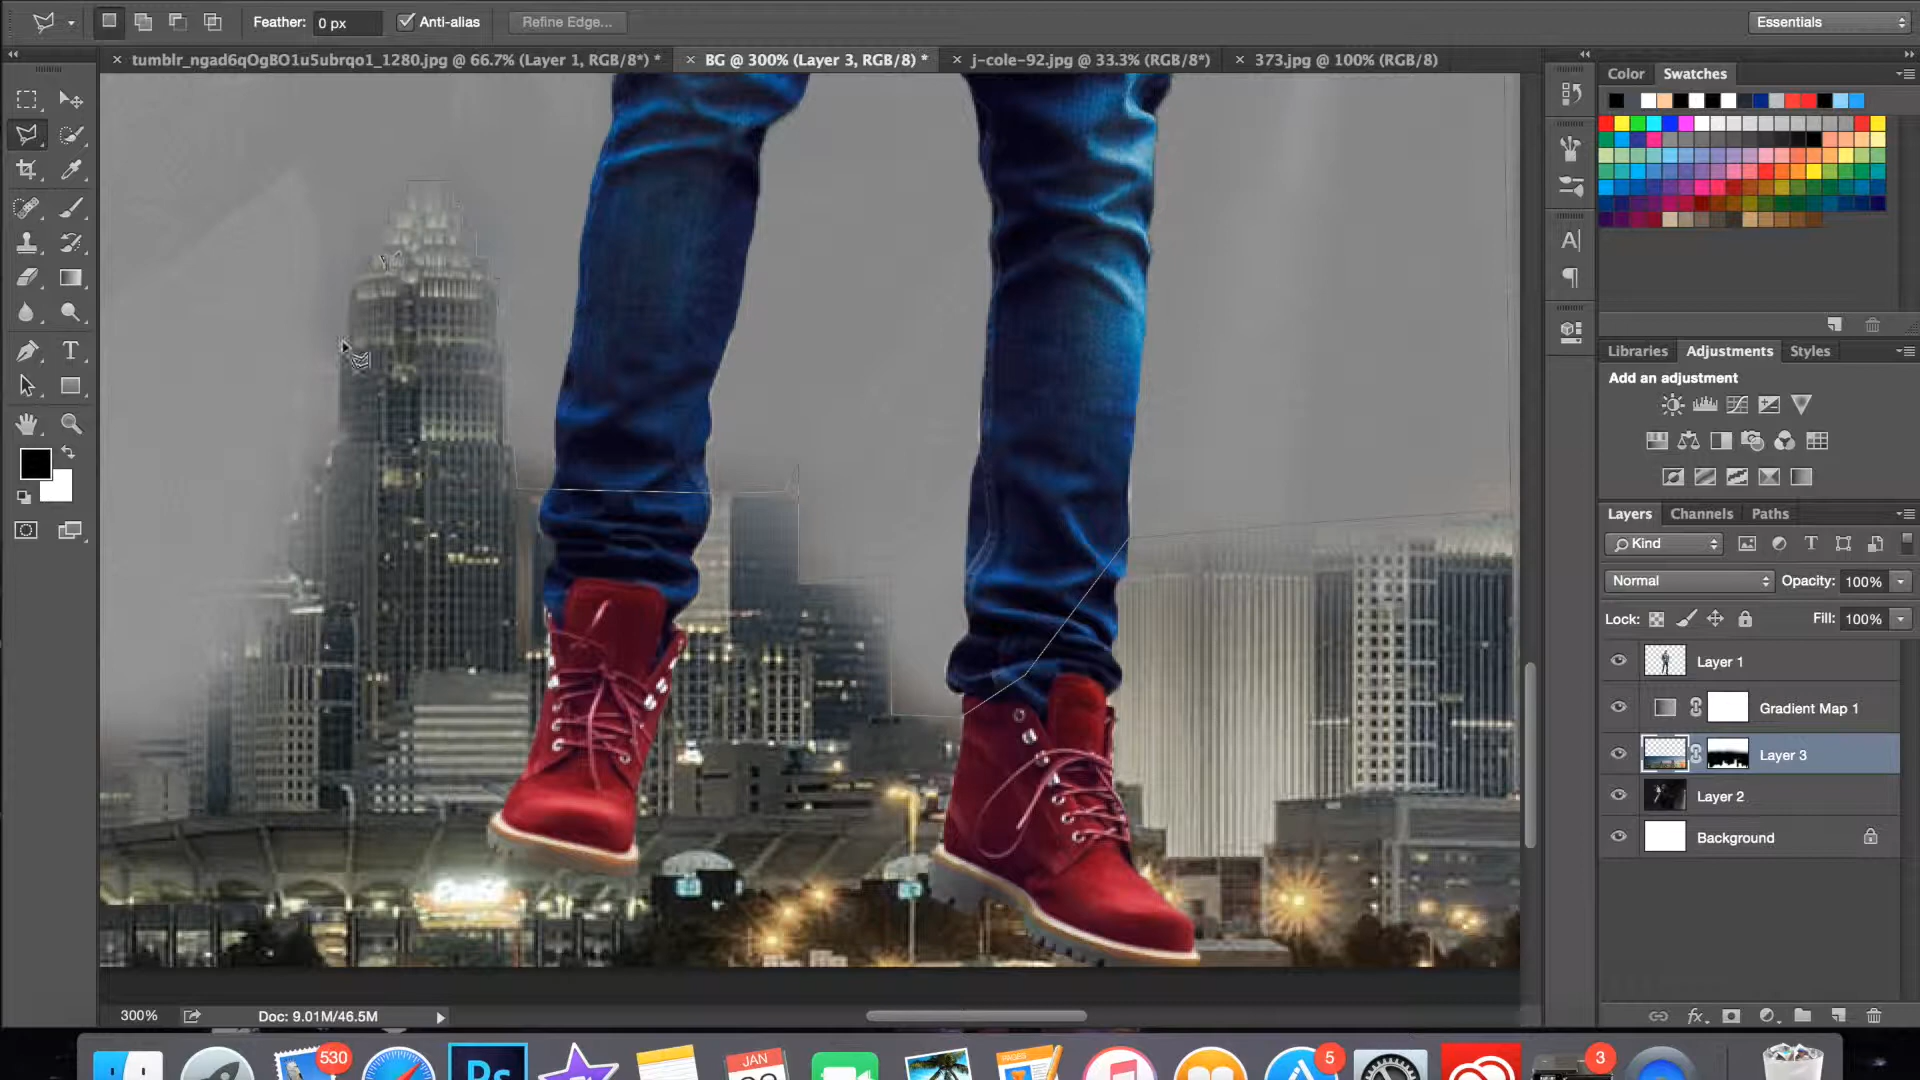 Feather: 0 px Anti-alias Refine Edge... Essentials
tumblr_ngad6qOgBO1u5ubrqo1_1280.jpg @ 66.7% (Layer 1, RGB/8*) * BG @ 300% (Layer 3, RGB/8) * j-cole-92.jpg @ 33.3% (RGB/8*) 373.jpg @ 100% (RGB/8)
Color Swatches
Libraries Adjustments Styles
Add an adjustment
Layers Channels Paths
Kind
Normal Opacity: 100%
Lock: Fill: 100%
Layer 1
Gradient Map 1
Layer 3
Layer 2
Background
300% Doc: 9.01M/46.5M
530 Ps JAN PAGES 5 3